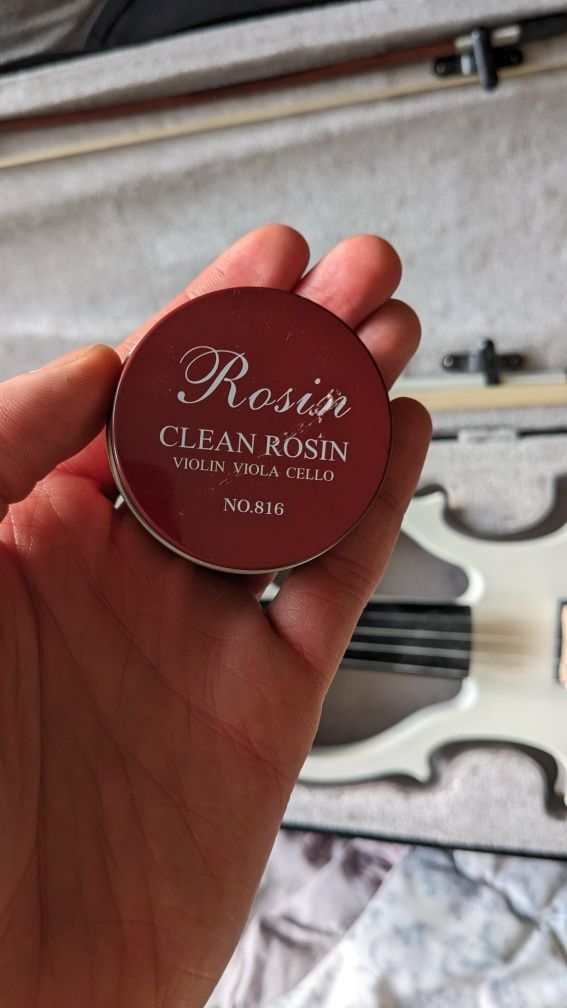 Rosin
CLEAN ROSIN
VIOLIN VIOLA CELLO
NO.816